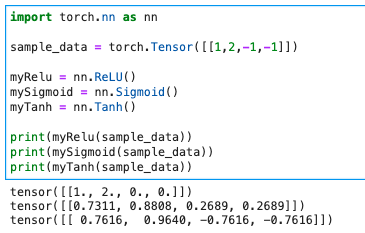 import torch.nn as nn
sample_data = torch.Tensor([[1,2,-1,-1]])
myRelu = nn.ReLU()
mySigmoid = nn.Sigmoid()
myTanh = nn.Tanh()
print(myRelu(sample_data))
print(mySigmoid(sample_data))
print(myTanh(sample_data))
tensor([[1., 2., 0., 0.]])
tensor([[0.7311, 0.8808, 0.2689, 0.2689]])
tensor([[ 0.7616,  0.9640, -0.7616, -0.7616]])